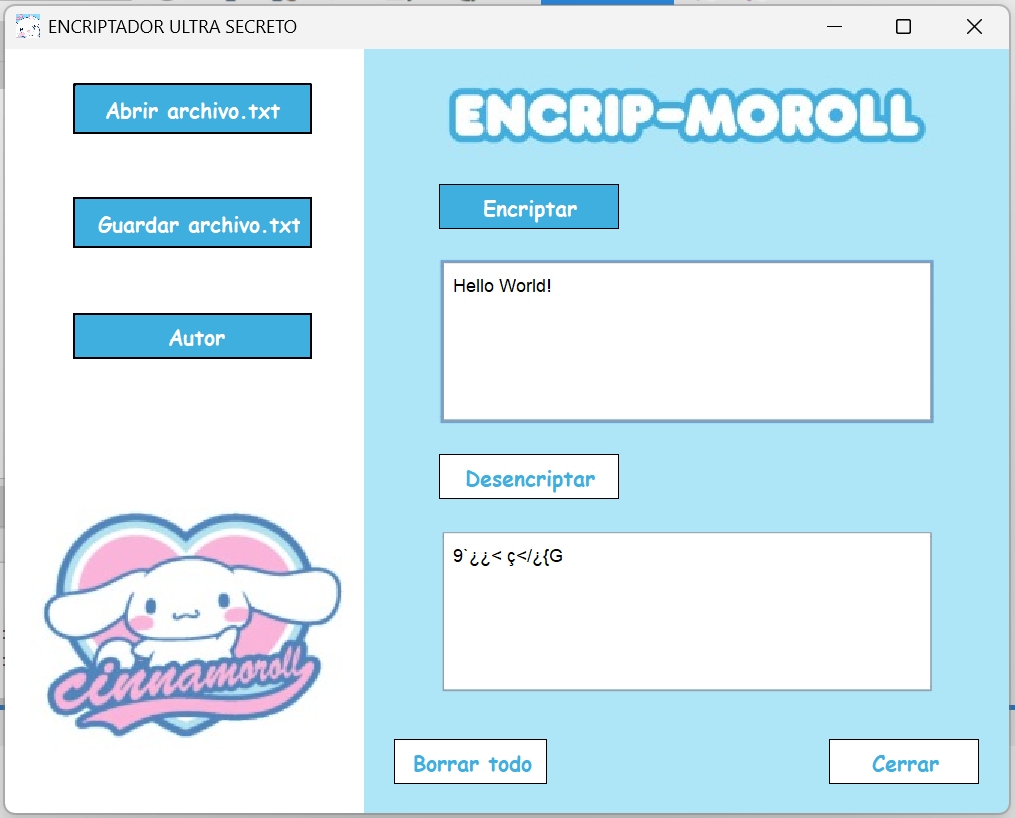 ENCRIPTADOR ULTRA SECRETO
Abrir archivo.txt
Guardar archivo.txt
Autor
cinnamoroll
ENCRIP-MOROLL
Encriptar
Hello World!
Desencriptar
9`¿¿< ç</¿{G
Borrar todo
Cerrar